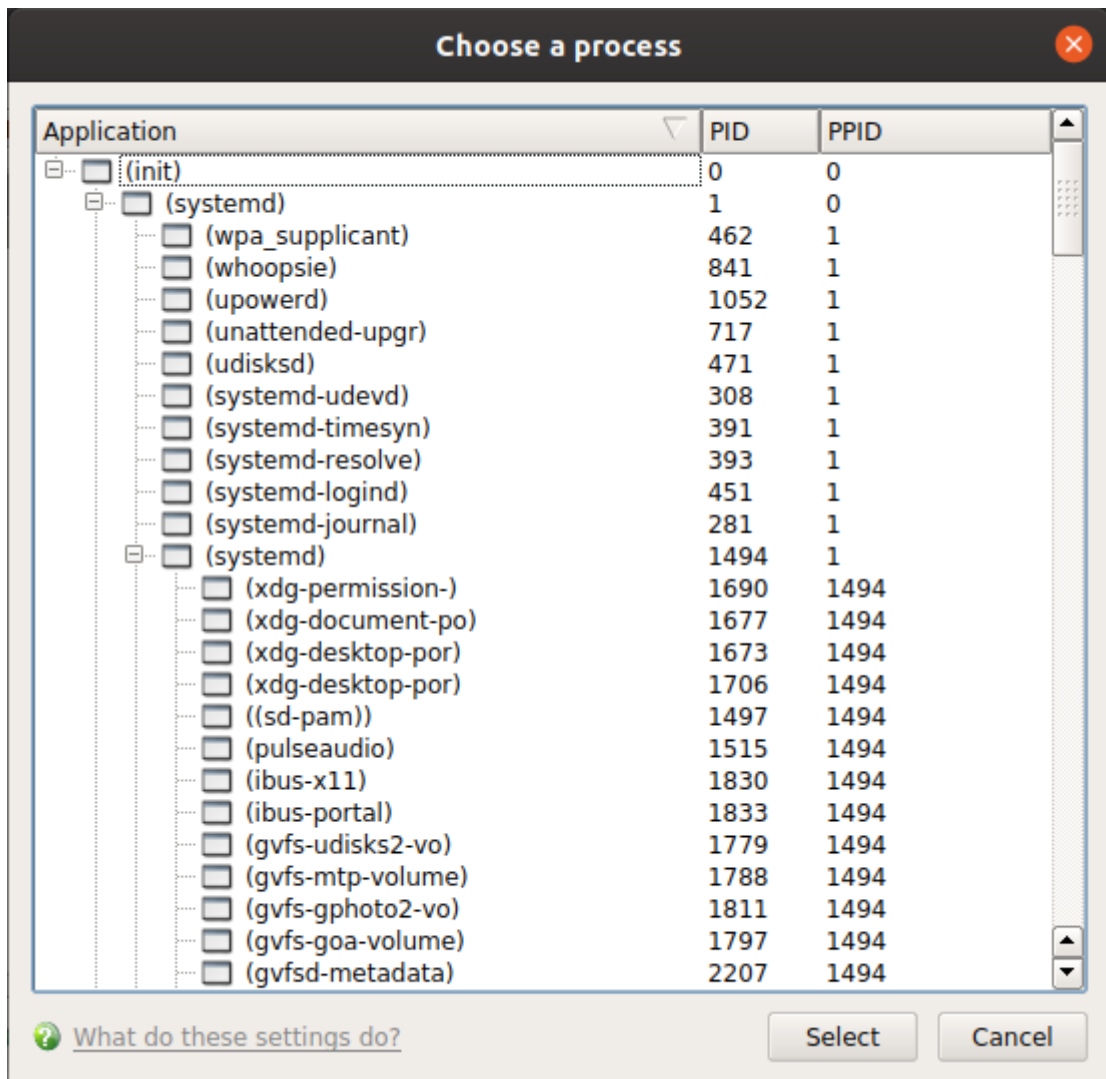 Choose a process
Application PID PPID
(init) 0 0
(systemd) 1 0
(wpa_supplicant) 462 1
(whoopsie) 841 1
(upowerd) 1052 1
(unattended-upgr) 717 1
(udisksd) 471 1
(systemd-udevd) 308 1
(systemd-timesyn) 391 1
(systemd-resolve) 393 1
(systemd-logind) 451 1
(systemd-journal) 281 1
(systemd) 1494 1
(xdg-permission-) 1690 1494
(xdg-document-po) 1677 1494
(xdg-desktop-por) 1673 1494
(xdg-desktop-por) 1706 1494
((sd-pam)) 1497 1494
(pulseaudio) 1515 1494
(ibus-x11) 1830 1494
(ibus-portal) 1833 1494
(gvfs-udisks2-vo) 1779 1494
(gvfs-mtp-volume) 1788 1494
(gvfs-gphoto2-vo) 1811 1494
(gvfs-goa-volume) 1797 1494
(gvfsd-metadata) 2207 1494
What do these settings do? Select Cancel